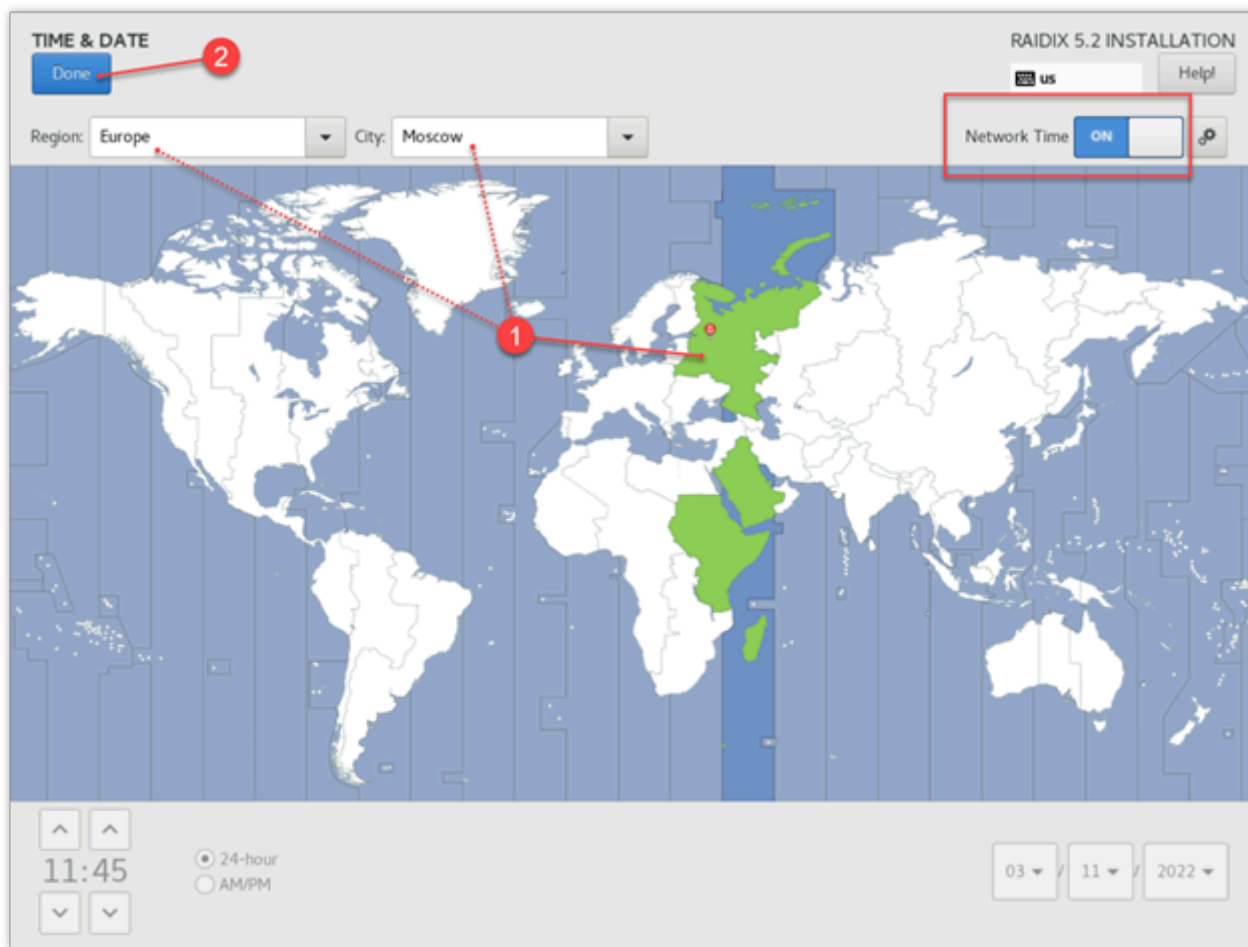 TIME & DATE
RAIDIX 5.2 INSTALLATION
Done
2
us
Help!
Region: Europe
City: Moscow
Network Time ON
1
11:45
24-hour
AM/PM
03 / 11 / 2022